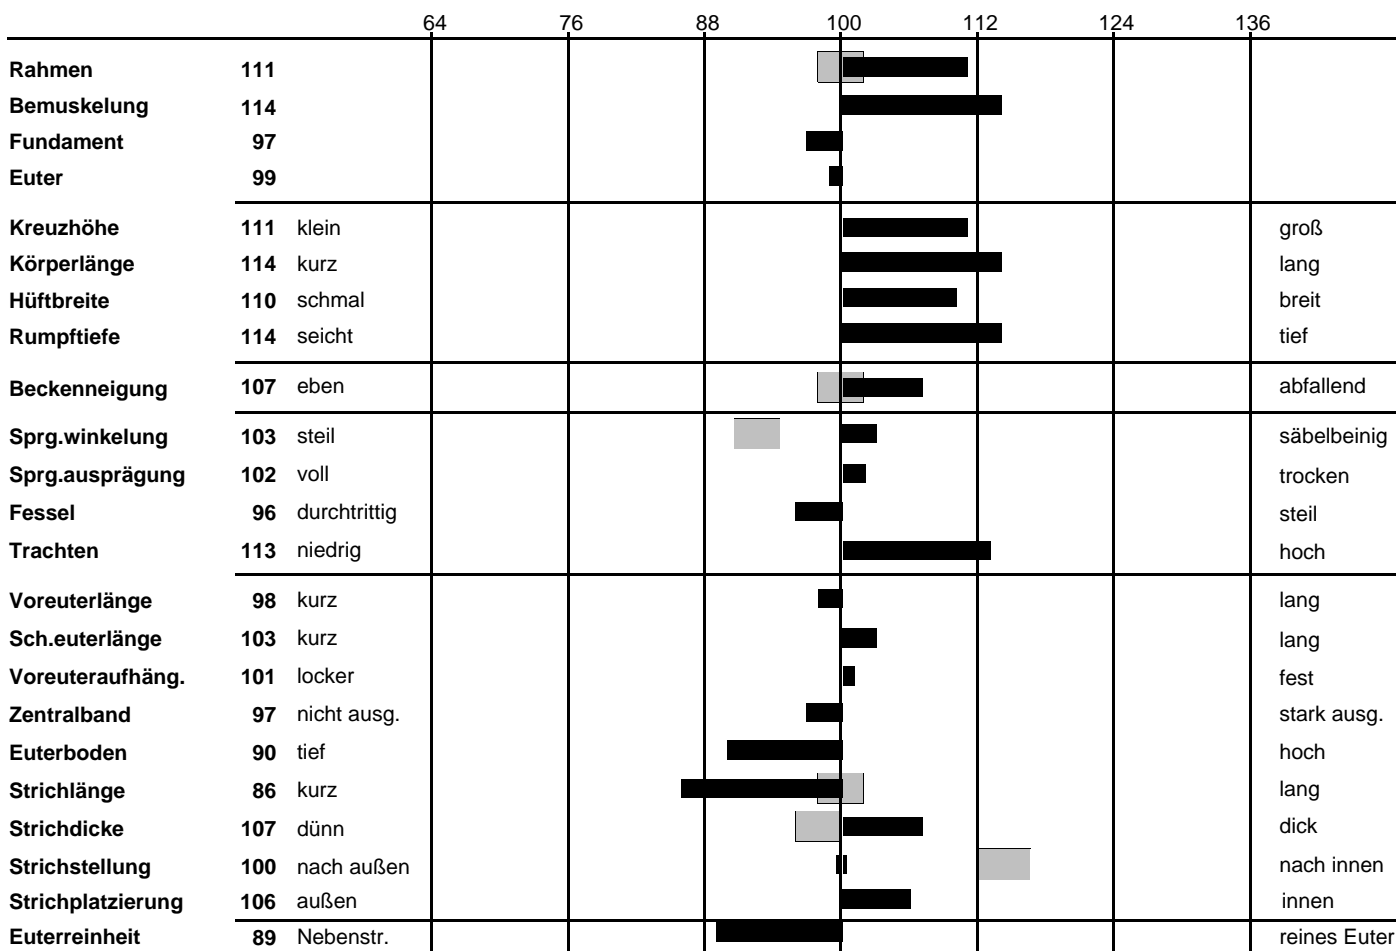 64 76 88 100 112 124 136
Rahmen 111
Bemuskelung 114
Fundament 97
Euter 99
Kreuzhöhe 111 klein groß
Körperlänge 114 kurz lang
Hüftbreite 110 schmal breit
Rumpftiefe 114 seicht tief
Beckenneigung 107 eben abfallend
Sprg.winkelung 103 steil säbelbeinig
Sprg.ausprägung 102 voll trocken
Fessel 96 durchtrittig steil
Trachten 113 niedrig hoch
Voreuterlänge 98 kurz lang
Sch.euterlänge 103 kurz lang
Voreuteraufhäng. 101 locker fest
Zentralband 97 nicht ausg. stark ausg.
Euterboden 90 tief hoch
Strichlänge 86 kurz lang
Strichdicke 107 dünn dick
Strichstellung 100 nach außen nach innen
Strichplatzierung 106 außen innen
Euterreinheit 89 Nebenstr. reines Euter